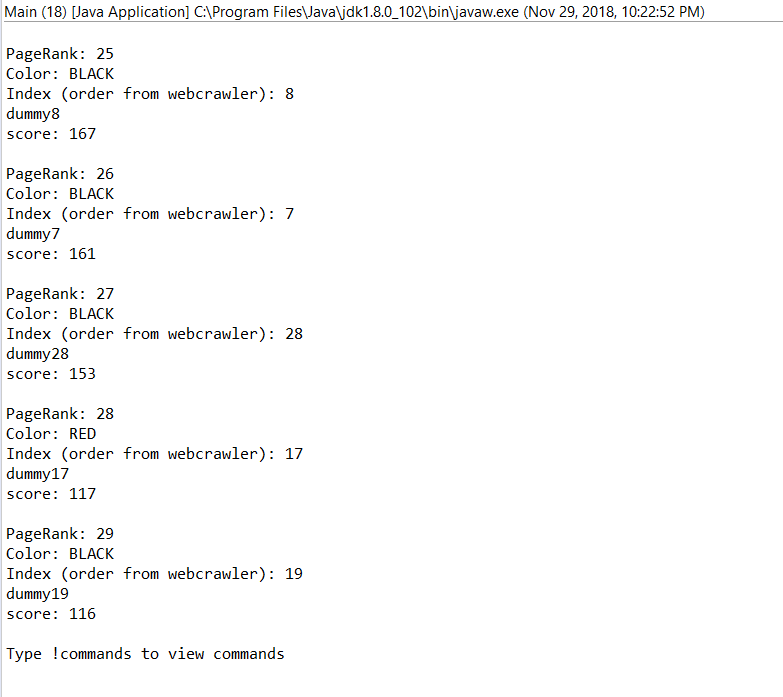 Main (18) [Java Application] C:\Program Files\Java\jdk1.8.0_102\bin\javaw.exe (Nov 29, 2018, 10:22:52 PM)
PageRank: 25
Color: BLACK
Index (order from webcrawler): 8
dummy8
score: 167
PageRank: 26
Color: BLACK
Index (order from webcrawler): 7
dummy7
score: 161
PageRank: 27
Color: BLACK
Index (order from webcrawler): 28
dummy28
score: 153
PageRank: 28
Color: RED
Index (order from webcrawler): 17
dummy17
score: 117
PageRank: 29
Color: BLACK
Index (order from webcrawler): 19
dummy19
score: 116
Type !commands to view commands